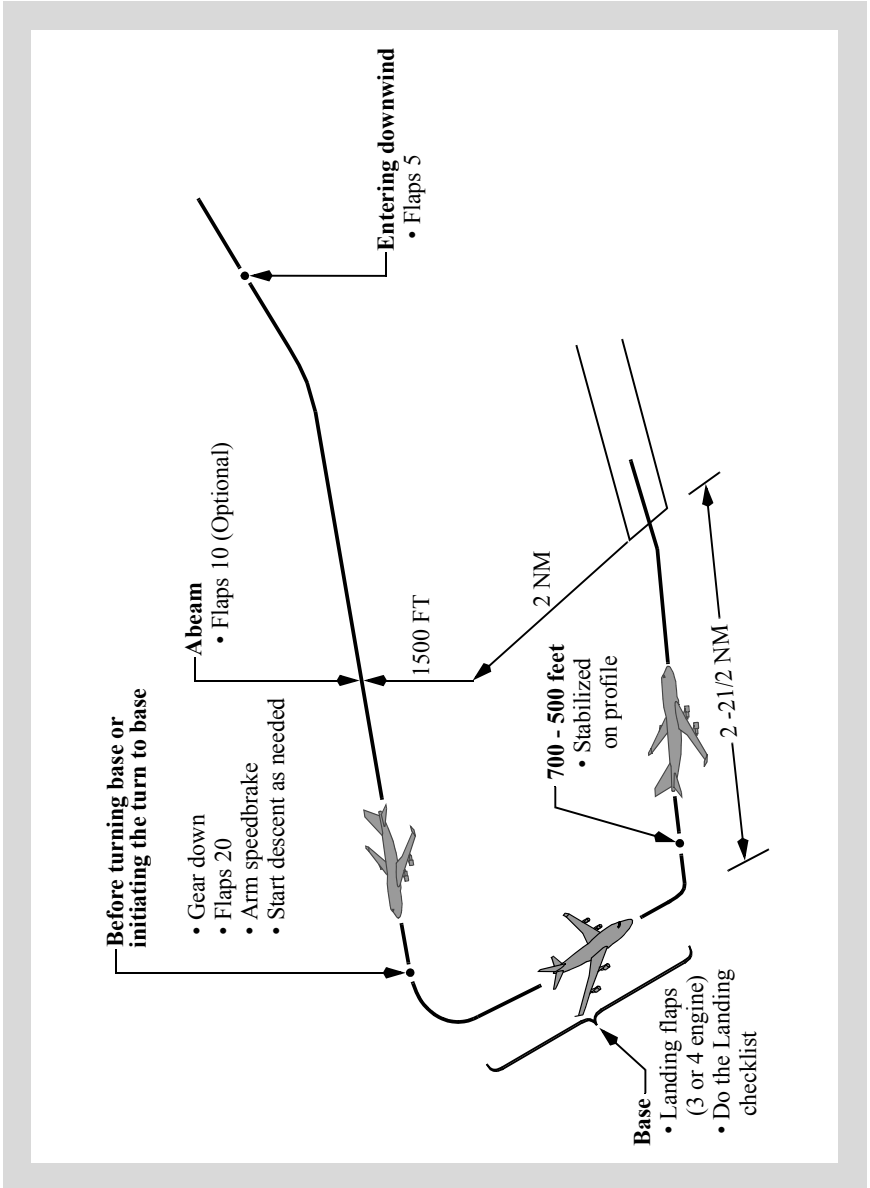 Before turning base or
initiating the turn to base
• Gear down
• Flaps 20
• Arm speedbrake
• Start descent as needed
Abeam
• Flaps 10 (Optional)
Entering downwind
• Flaps 5
1500 FT
2 NM
700 - 500 feet
• Stabilized
on profile
2 -21/2 NM
Base
• Landing flaps
(3 or 4 engine)
• Do the Landing
checklist